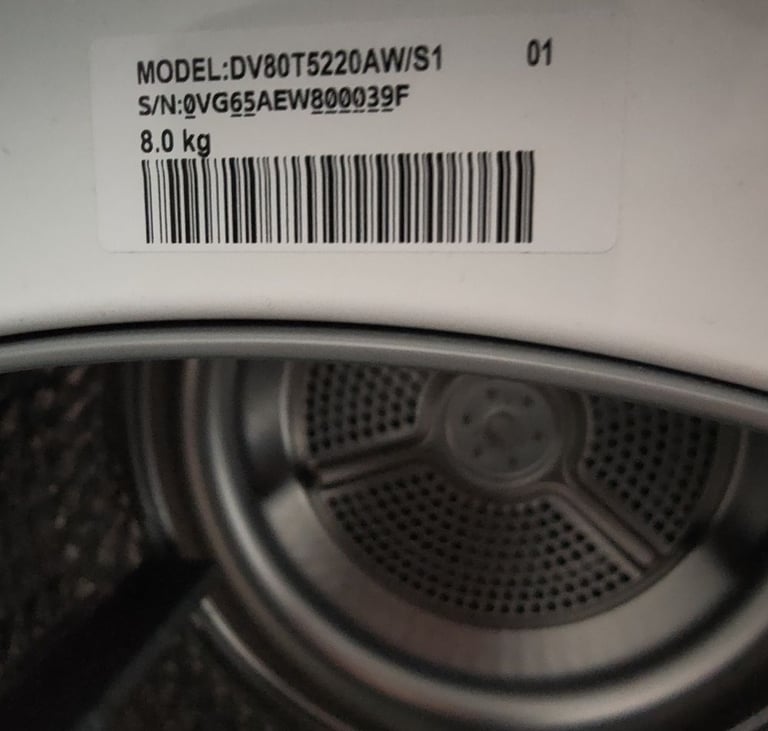 MODEL:DV80T5220AW/S1 01
S/N:0VG65AEW800039F
8.0 kg